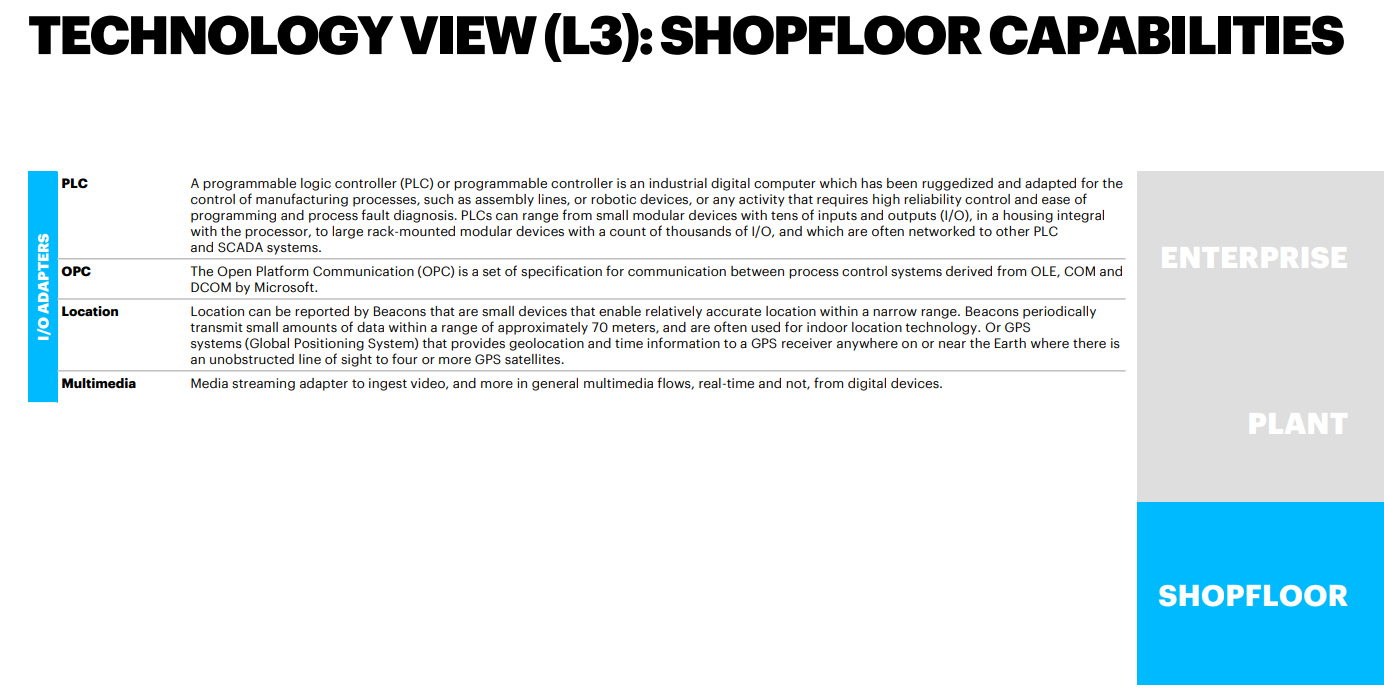 TECHNOLOGY VIEW (L3): SHOPFLOOR CAPABILITIES
I/O ADAPTERS
PLC
A programmable logic controller (PLC) or programmable controller is an industrial digital computer which has been ruggedized and adapted for the
control of manufacturing processes, such as assembly lines, or robotic devices, or any activity that requires high reliability control and ease of
programming and process fault diagnosis. PLCs can range from small modular devices with tens of inputs and outputs (I/O), in a housing integral
with the processor, to large rack-mounted modular devices with a count of thousands of I/O, and which are often networked to other PLC
and SCADA systems.
OPC
The Open Platform Communication (OPC) is a set of specification for communication between process control systems derived from OLE, COM and
DCOM by Microsoft.
Location
Location can be reported by Beacons that are small devices that enable relatively accurate location within a narrow range. Beacons periodically
transmit small amounts of data within a range of approximately 70 meters, and are often used for indoor location technology. Or GPS
systems (Global Positioning System) that provides geolocation and time information to a GPS receiver anywhere on or near the Earth where there is
an unobstructed line of sight to four or more GPS satellites.
Multimedia
Media streaming adapter to ingest video, and more in general multimedia flows, real-time and not, from digital devices.
ENTERPRISE
PLANT
SHOPFLOOR